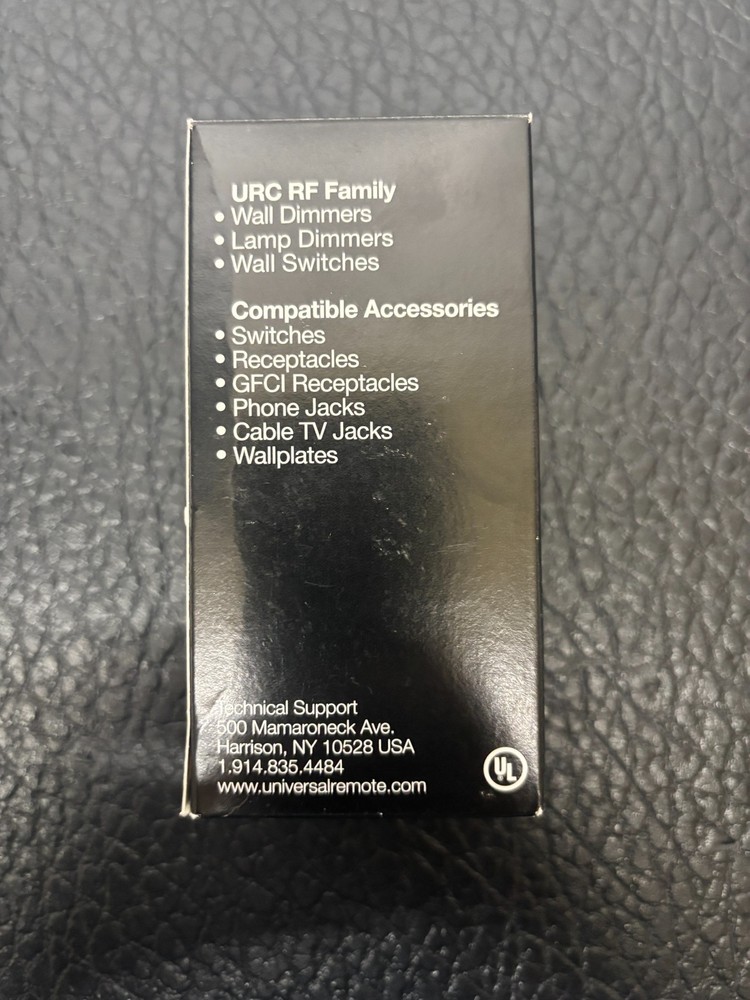 URC RF Family
• Wall Dimmers
• Lamp Dimmers
• Wall Switches
Compatible Accessories
• Switches
• Receptacles
• GFCI Receptacles
• Phone Jacks
• Cable TV Jacks
• Wallplates
Technical Support
500 Mamaroneck Ave.
Harrison, NY 10528 USA
1.914.835.4484
www.universalremote.com
UL